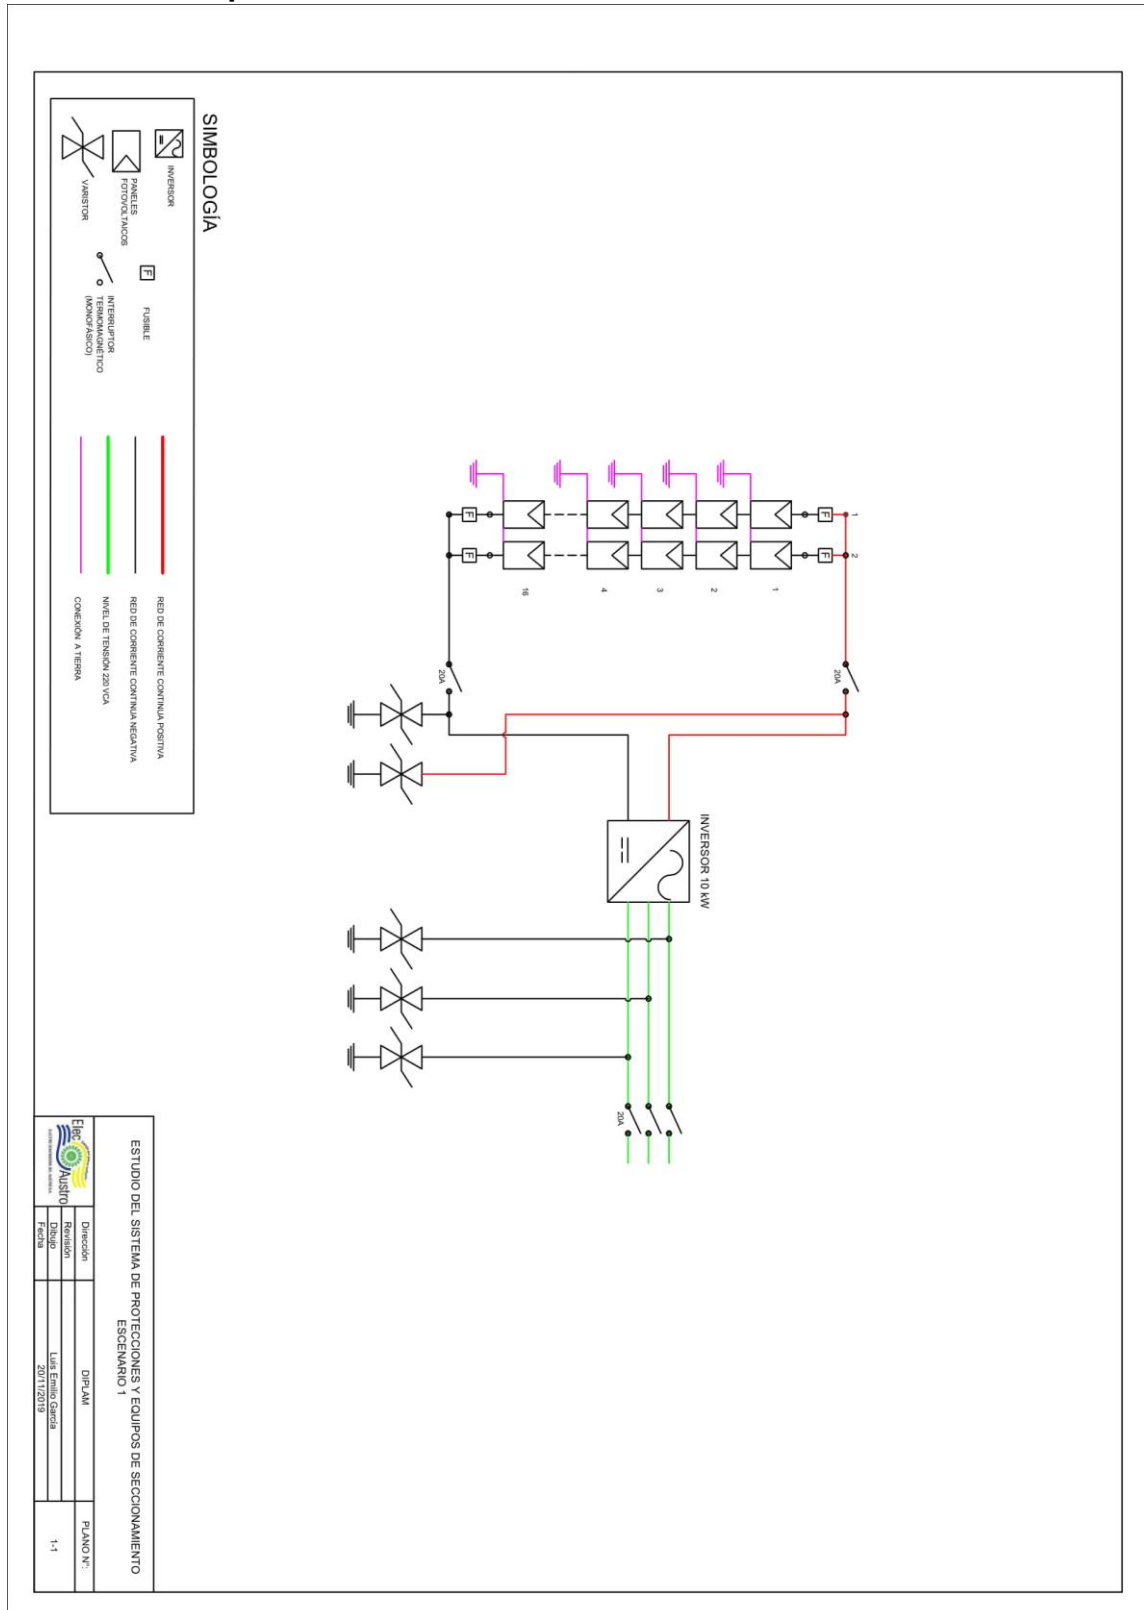 1
2
1
2
3
4
16
20A
20A
INVERSOR 10 kW
20A
SIMBOLOGÍA
INVERSOR
PANELES
FOTOVOLTAICOS
VARISTOR
F
FUSIBLE
INTERRUPTOR
TERMOMAGNÉTICO
(MONOFÁSICO)
RED DE CORRIENTE CONTINUA POSITIVA
RED DE CORRIENTE CONTINUA NEGATIVA
NIVEL DE TENSIÓN 220 VCA
CONEXIÓN A TIERRA
F
F
F
F
ESTUDIO DEL SISTEMA DE PROTECCIONES Y EQUIPOS DE SECCIONAMIENTO
ESCENARIO 1
Elec Austro
Dirección
DIPLAM
PLANO N°:
Revisión
Dibujo
Luis Emilio García
1-1
Fecha
20/11/2019